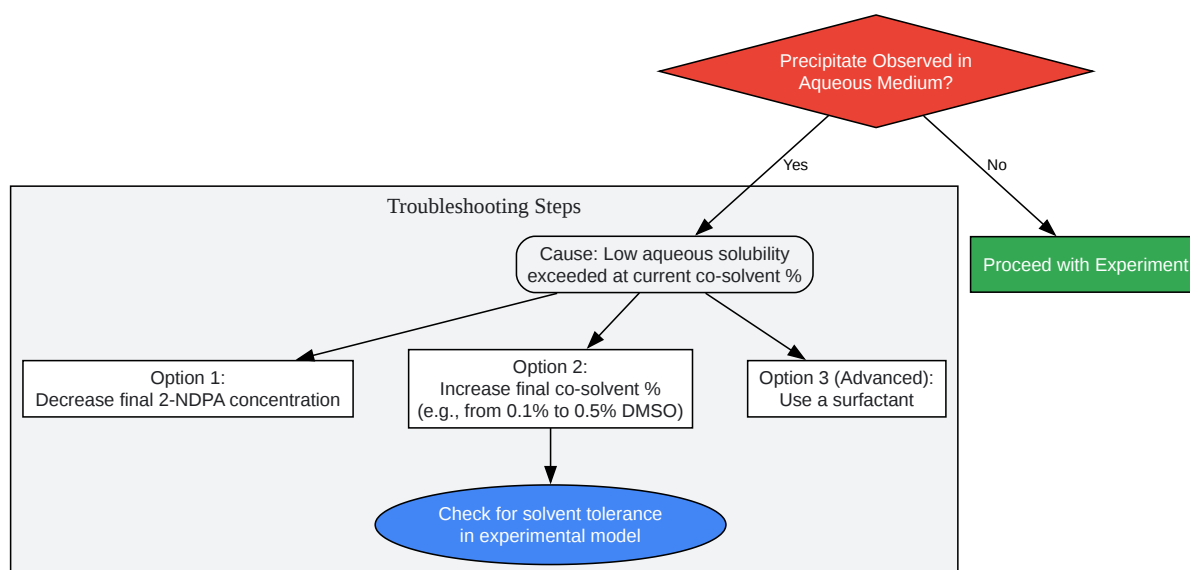 Precipitate Observed in
Aqueous Medium?
Yes
No
Troubleshooting Steps
Cause: Low aqueous solubility
exceeded at current co-solvent %
Proceed with Experiment
Option 1:
Decrease final 2-NDPA concentration
Option 2:
Increase final co-solvent %
(e.g., from 0.1% to 0.5% DMSO)
Option 3 (Advanced):
Use a surfactant
Check for solvent tolerance
in experimental model